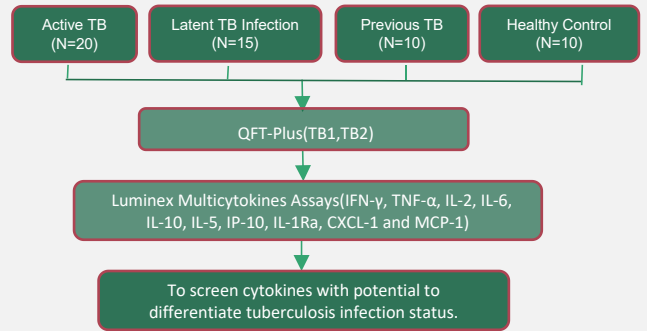 Active TB
(N=20)
Latent TB Infection
(N=15)
Previous TB
(N=10)
Healthy Control
(N=10)
QFT-Plus(TB1,TB2)
Luminex Multicytokines Assays(IFN-γ, TNF-α, IL-2, IL-6,
IL-10, IL-5, IP-10, IL-1Ra, CXCL-1 and MCP-1)
To screen cytokines with potential to
differentiate tuberculosis infection status.